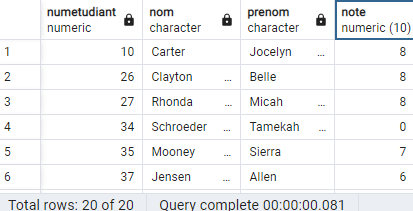 numetudiant numeric nom character prenom character note numeric (10)
1 10 Carter Jocelyn ... 8
2 26 Clayton ... Belle 8
3 27 Rhonda ... Micah ... 8
4 34 Schroeder ... Tamekah ... 0
5 35 Mooney ... Sierra 7
6 37 Jensen ... Allen 6
Total rows: 20 of 20 Query complete 00:00:00.081